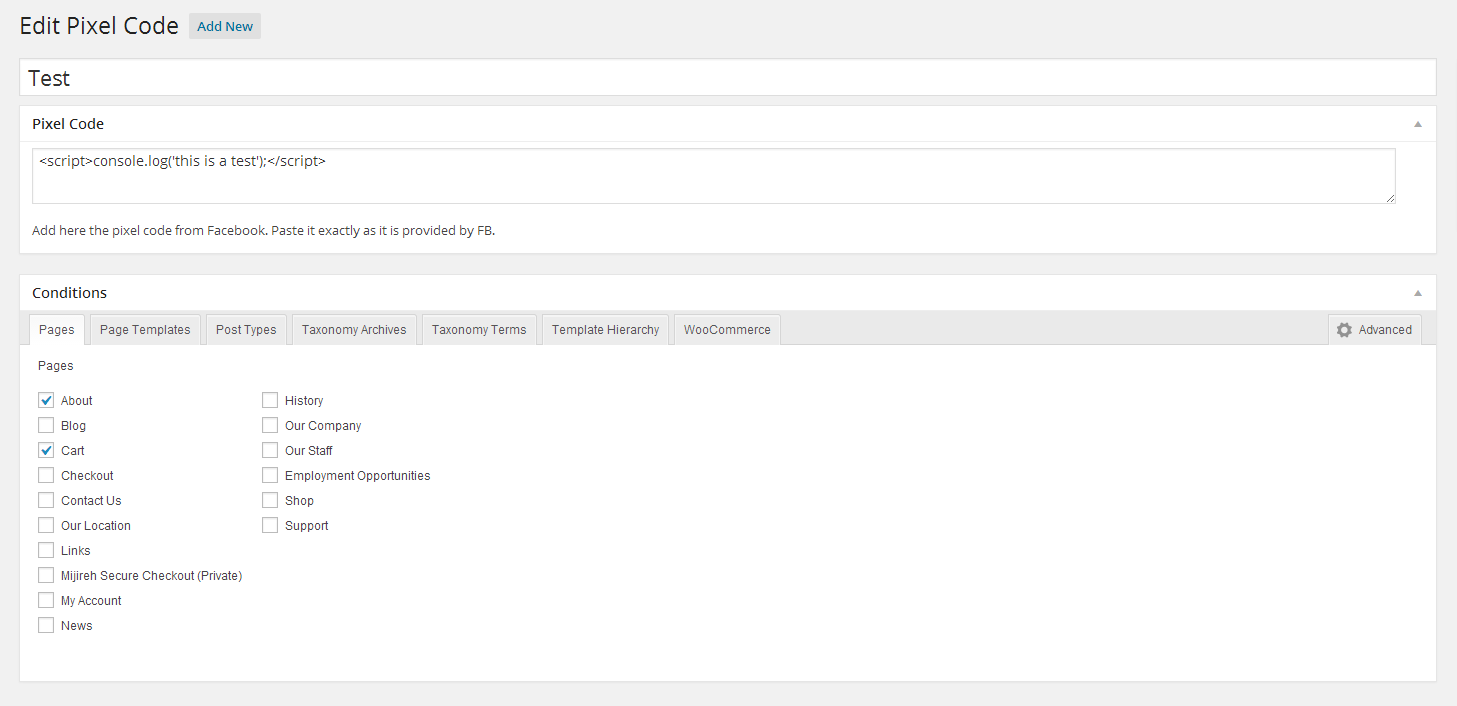 Edit Pixel Code Add New
Test
Pixel Code
<script>console.log('this is a test');</script>
Add here the pixel code from Facebook. Paste it exactly as it is provided by FB.
Conditions
Pages Page Templates Post Types Taxonomy Archives Taxonomy Terms Template Hierarchy WooCommerce Advanced
Pages
About
Blog
Cart
Checkout
Contact Us
Our Location
Links
Mijireh Secure Checkout (Private)
My Account
News
History
Our Company
Our Staff
Employment Opportunities
Shop
Support